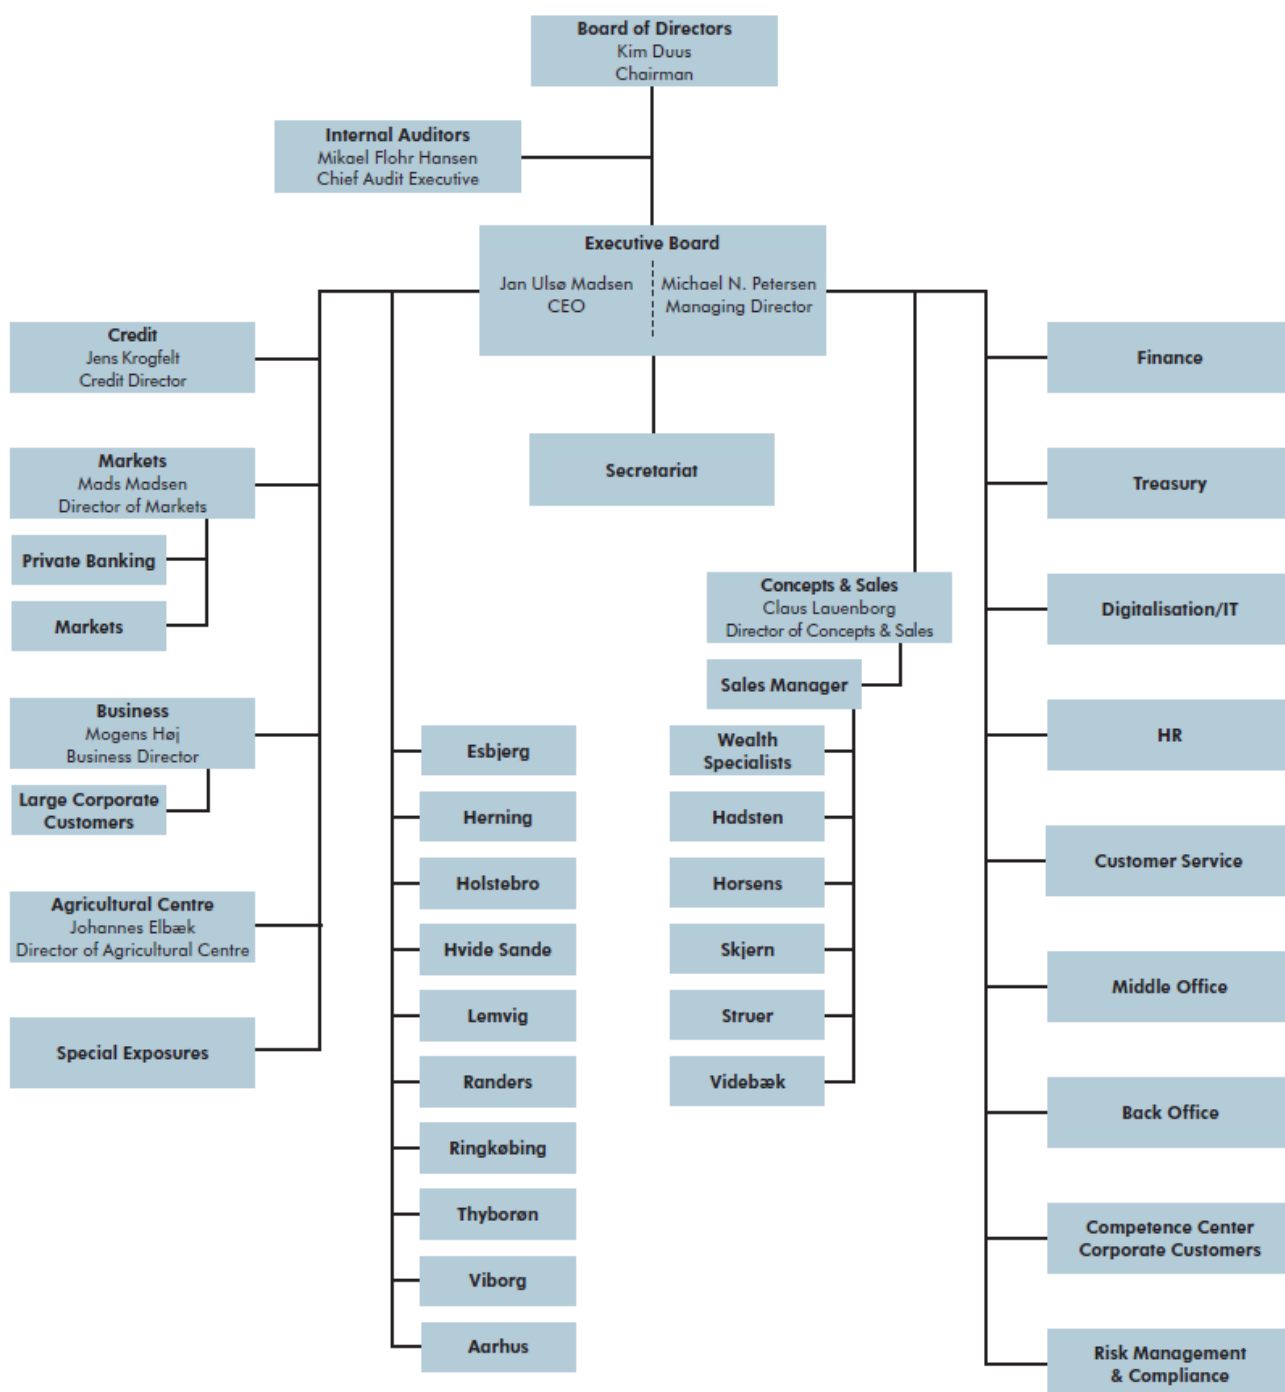 Board of Directors
Kim Duus
Chairman
Internal Auditors
Mikael Flohr Hansen
Chief Audit Executive
Executive Board
Jan Ulsø Madsen
CEO
Michael N. Petersen
Managing Director
Secretariat
Credit
Jens Krogfelt
Credit Director
Markets
Mads Madsen
Director of Markets
Private Banking
Markets
Business
Mogens Høj
Business Director
Large Corporate
Customers
Agricultural Centre
Johannes Elbæk
Director of Agricultural Centre
Special Exposures
Esbjerg
Herning
Holstebro
Hvide Sande
Lemvig
Randers
Ringkøbing
Thyborøn
Viborg
Aarhus
Concepts & Sales
Claus Lauenborg
Director of Concepts & Sales
Sales Manager
Wealth
Specialists
Hadsten
Horsens
Skjern
Struer
Videbæk
Finance
Treasury
Digitalisation/IT
HR
Customer Service
Middle Office
Back Office
Competence Center
Corporate Customers
Risk Management
& Compliance